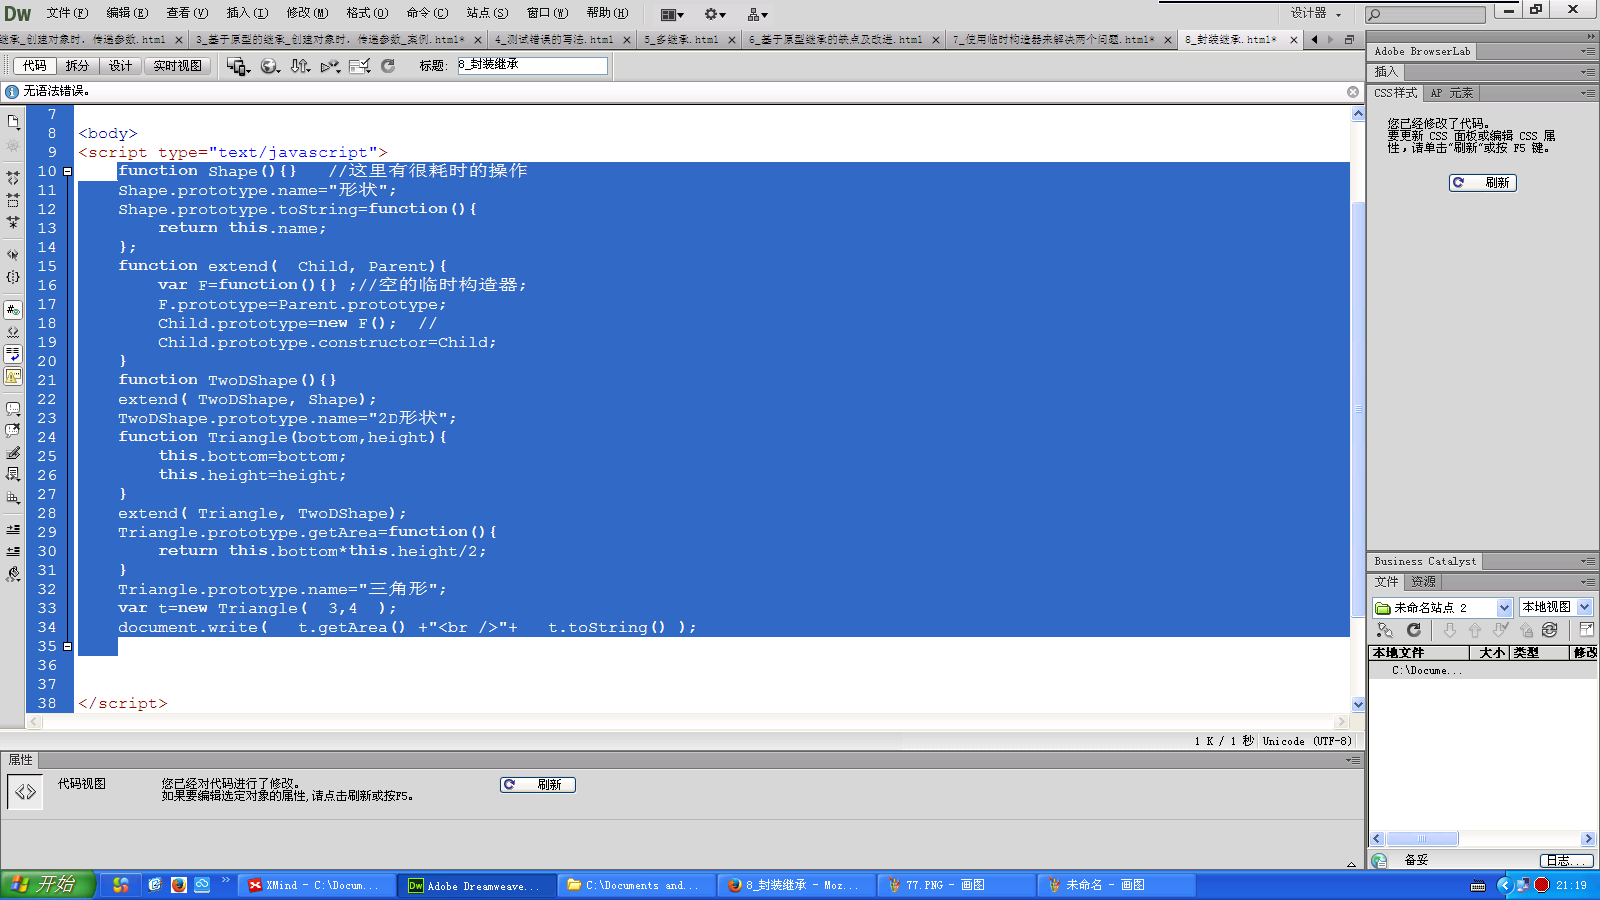 Dw 文件(F) 编辑(E) 查看(V) 插入(I) 修改(M) 格式(O) 命令(C) 站点(S) 窗口(W) 帮助(H) 设计器
继承_创建对象时，传递参数.html 3_基于原型的继承_创建对象时，传递参数_案例.html* 4_测试错误的写法.html 5_多继承.html 6_基于原型继承的缺点及改进.html 7_使用临时构造器来解决两个问题.html* 8_封装继承.html*
代码 拆分 设计 实时视图 标题: 8_封装继承
无语法错误。
7
8 <body>
9 <script type="text/javascript">
10 function Shape(){} //这里有很耗时的操作
11 Shape.prototype.name="形状";
12 Shape.prototype.toString=function(){
13 return this.name;
14 };
15 function extend( Child, Parent){
16 var F=function(){} ;//空的临时构造器;
17 F.prototype=Parent.prototype;
18 Child.prototype=new F(); //
19 Child.prototype.constructor=Child;
20 }
21 function TwoDShape(){}
22 extend( TwoDShape, Shape);
23 TwoDShape.prototype.name="2D形状";
24 function Triangle(bottom,height){
25 this.bottom=bottom;
26 this.height=height;
27 }
28 extend( Triangle, TwoDShape);
29 Triangle.prototype.getArea=function(){
30 return this.bottom*this.height/2;
31 }
32 Triangle.prototype.name="三角形";
33 var t=new Triangle( 3,4 );
34 document.write( t.getArea() +"<br />"+ t.toString() );
35
36
37
38 </script>
1 K / 1 秒 Unicode (UTF-8)
属性
代码视图 您已经对代码进行了修改。
如果要编辑选定对象的属性,请点击刷新或按F5。
刷新
Adobe BrowserLab
插入
CSS样式 AP 元素
您已经修改了代码。
要更新 CSS 面板或编辑 CSS 属
性，请单击“刷新”或按 F5 键。
刷新
Business Catalyst
文件 资源
未命名站点 2 本地视图
本地文件 大小 类型 修改
C:\Docume...
备妥 日志...
开始 XMind - C:\Docum... Adobe Dreamweave... C:\Documents and... 8_封装继承 - Moz... 77.PNG - 画图 未命名 - 画图 21:19